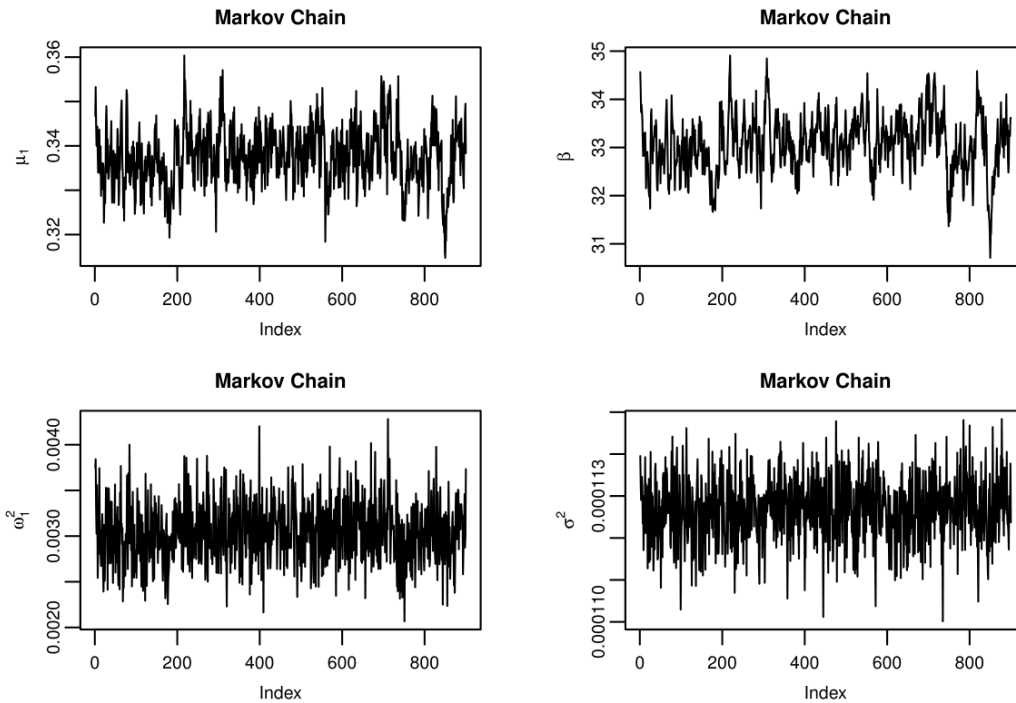 Markov Chain
0.36
0.34
0.32
μ1
0 200 400 600 800
Index
Markov Chain
35
34
33
32
31
β
0 200 400 600 800
Index
Markov Chain
0.0040
0.0030
0.0020
ω1²
0 200 400 600 800
Index
Markov Chain
0.000113
0.000110
σ²
0 200 400 600 800
Index